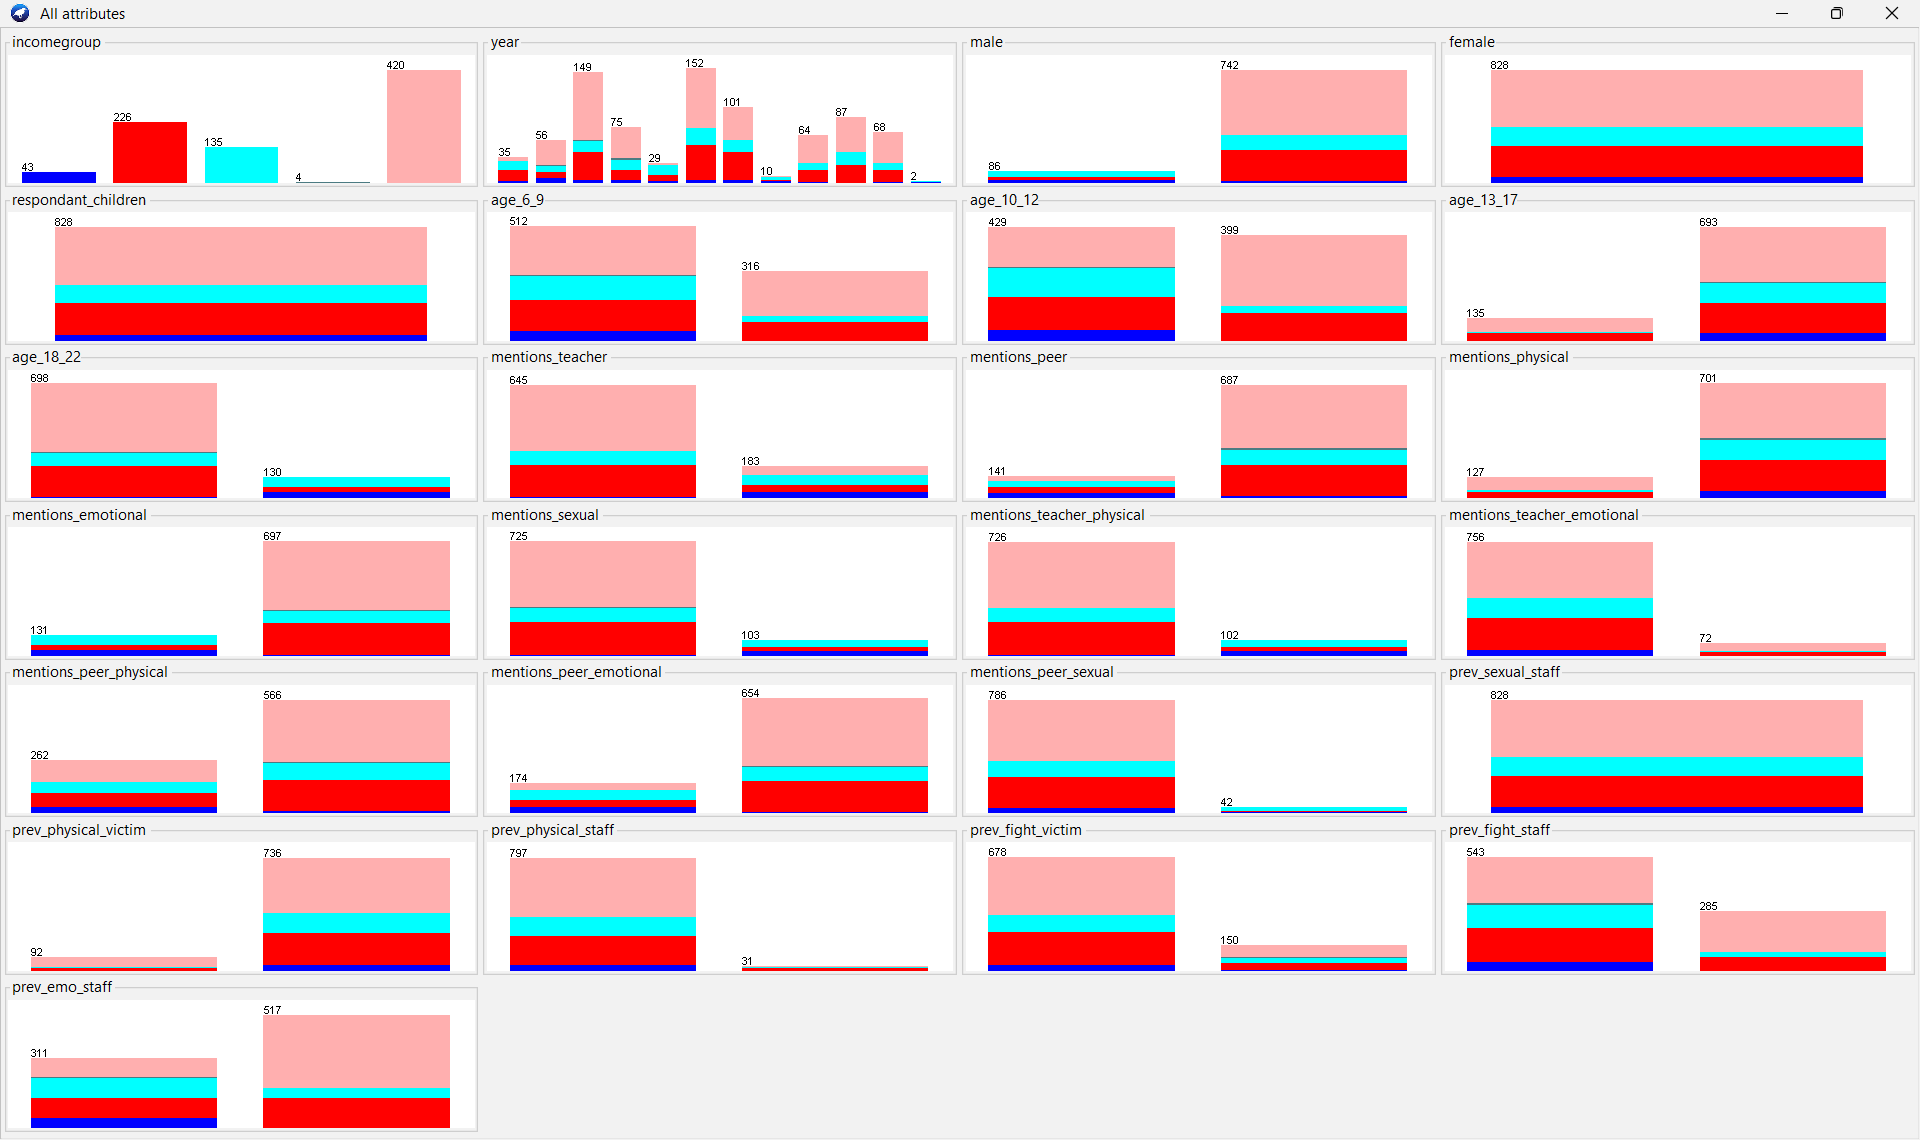 All attributes
incomegroup
43
226
135
4
420
year
35
56
149
75
29
152
101
10
64
87
68
2
male
86
742
female
828
respondant_children
828
age_6_9
512
316
age_10_12
429
399
age_13_17
135
693
age_18_22
698
130
mentions_teacher
645
183
mentions_peer
141
687
mentions_physical
127
701
mentions_emotional
131
697
mentions_sexual
725
103
mentions_teacher_physical
726
102
mentions_teacher_emotional
756
72
mentions_peer_physical
262
566
mentions_peer_emotional
174
654
mentions_peer_sexual
786
42
prev_sexual_staff
828
prev_physical_victim
92
736
prev_physical_staff
797
31
prev_fight_victim
678
150
prev_fight_staff
543
285
prev_emo_staff
311
517